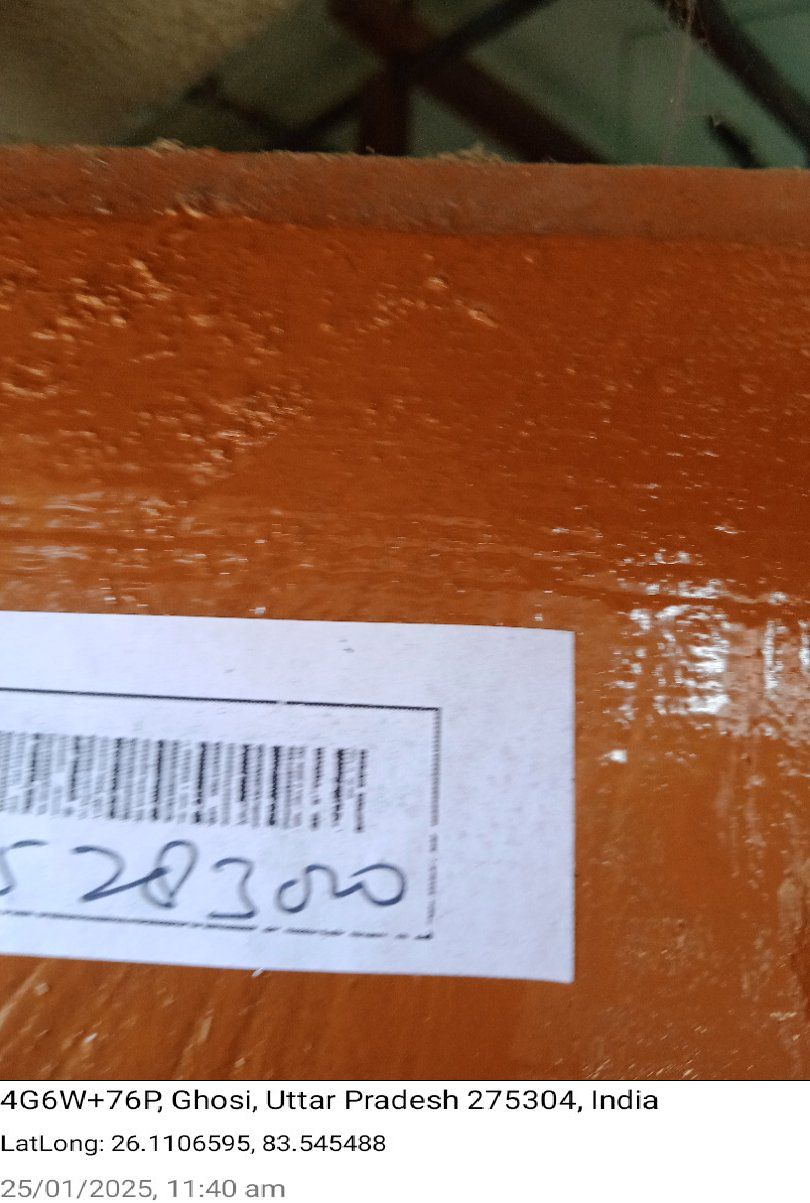 528300
4G6W+76P, Ghosi, Uttar Pradesh 275304, India
LatLong: 26.1106595, 83.545488
25/01/2025, 11:40 am